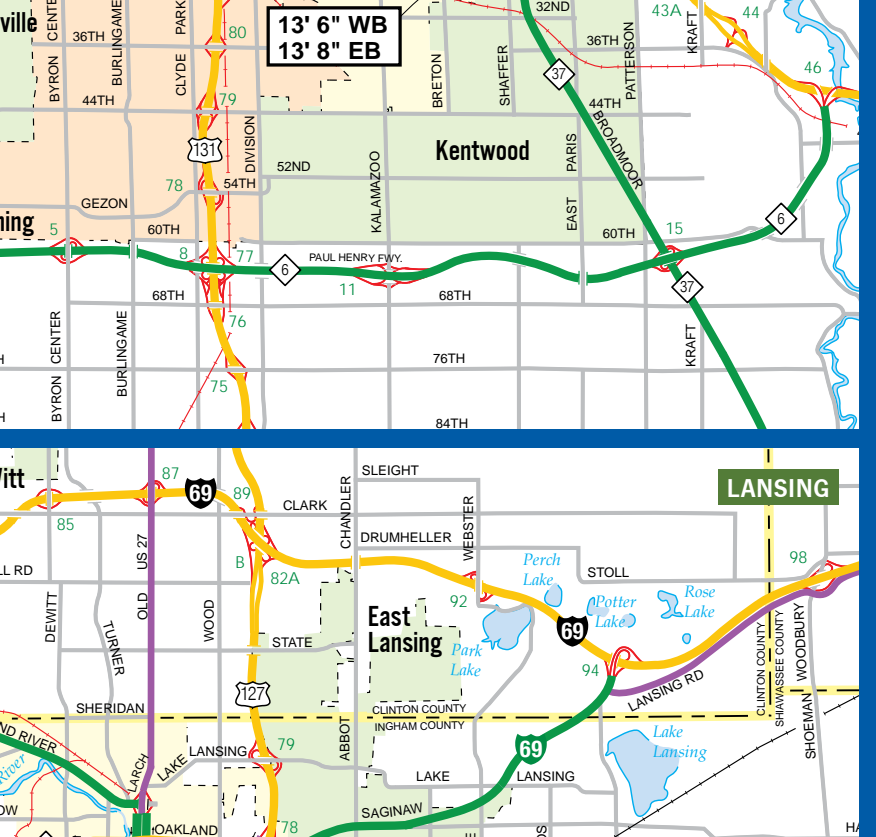 ville
BYRON CENTE
36TH
BURLINGAME
CLYDE PARK
80
13' 6" WB
13' 8" EB
32ND
BRETON
SHAFFER
36TH
PATTERSON
43A
KRAFT
44
46
44TH
79
37
44TH
BROADMOOR
131
DIVISION
Kentwood
PARIS
EAST
52ND
54TH
78
GEZON
KALAMAZOO
ning
5
60TH
8
77
6
PAUL HENRY FWY.
11
60TH
15
6
37
68TH
68TH
76
BYRON CENTER
BURLINGAME
KRAFT
76TH
75
84TH
H
H
itt
87
69
89
85
CLARK
SLEIGHT
CHANDLER
WEBSTER
LANSING
DRUMHELLER
LL RD
OLD US 27
B
82A
92
Perch
Lake
STOLL
98
DEWITT
TURNER
WOOD
STATE
East
Lansing
Park
Lake
Potter
Lake
Rose
Lake
69
94
LANSING RD
CLINTON COUNTY
SHIAWASSEE COUNTY
WOODBURY
SHOEMAN
127
SHERIDAN
CLINTON COUNTY
INGHAM COUNTY
ABBOT
ND RIVER
River
LARCH
LAKE
LANSING
79
69
Lake
Lansing
LAKE
LANSING
SAGINAW
OW
OAKLAND
78
HA